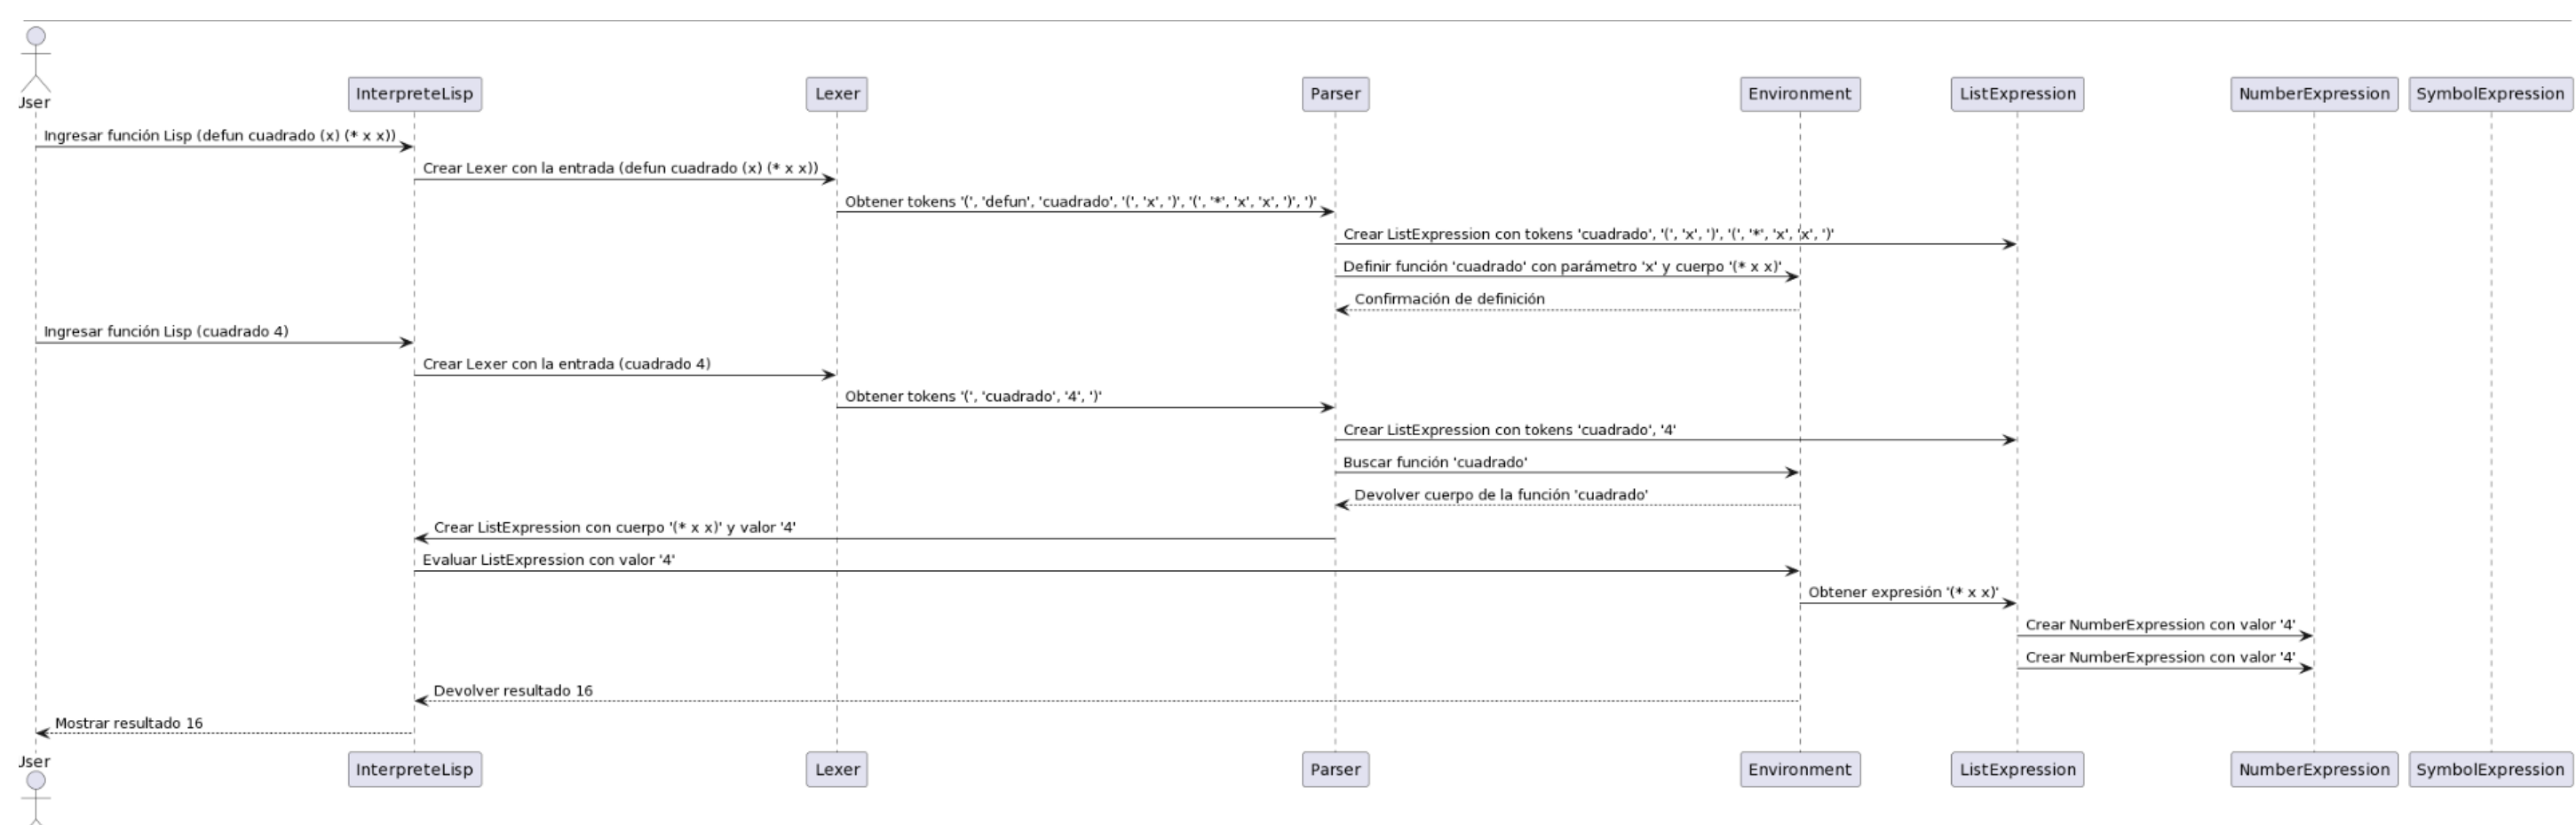 InterpreteLisp
Lexer
Parser
Environment
ListExpression
NumberExpression
SymbolExpression
Jser
Ingresar función Lisp (defun cuadrado (x) (* x x))
Crear Lexer con la entrada (defun cuadrado (x) (* x x))
Obtener tokens '(', 'defun', 'cuadrado', '(', 'x', ')', '(', '*', 'x', 'x', ')', ')'
Crear ListExpression con tokens 'cuadrado', '(', 'x', ')', '(', '*', 'x', 'x', ')'
Definir función 'cuadrado' con parámetro 'x' y cuerpo '(* x x)'
Confirmación de definición
Ingresar función Lisp (cuadrado 4)
Crear Lexer con la entrada (cuadrado 4)
Obtener tokens '(', 'cuadrado', '4', ')'
Crear ListExpression con tokens 'cuadrado', '4'
Buscar función 'cuadrado'
Devolver cuerpo de la función 'cuadrado'
Crear ListExpression con cuerpo '(* x x)' y valor '4'
Evaluar ListExpression con valor '4'
Obtener expresión '(* x x)'
Crear NumberExpression con valor '4'
Crear NumberExpression con valor '4'
Devolver resultado 16
Mostrar resultado 16
Jser
InterpreteLisp
Lexer
Parser
Environment
ListExpression
NumberExpression
SymbolExpression